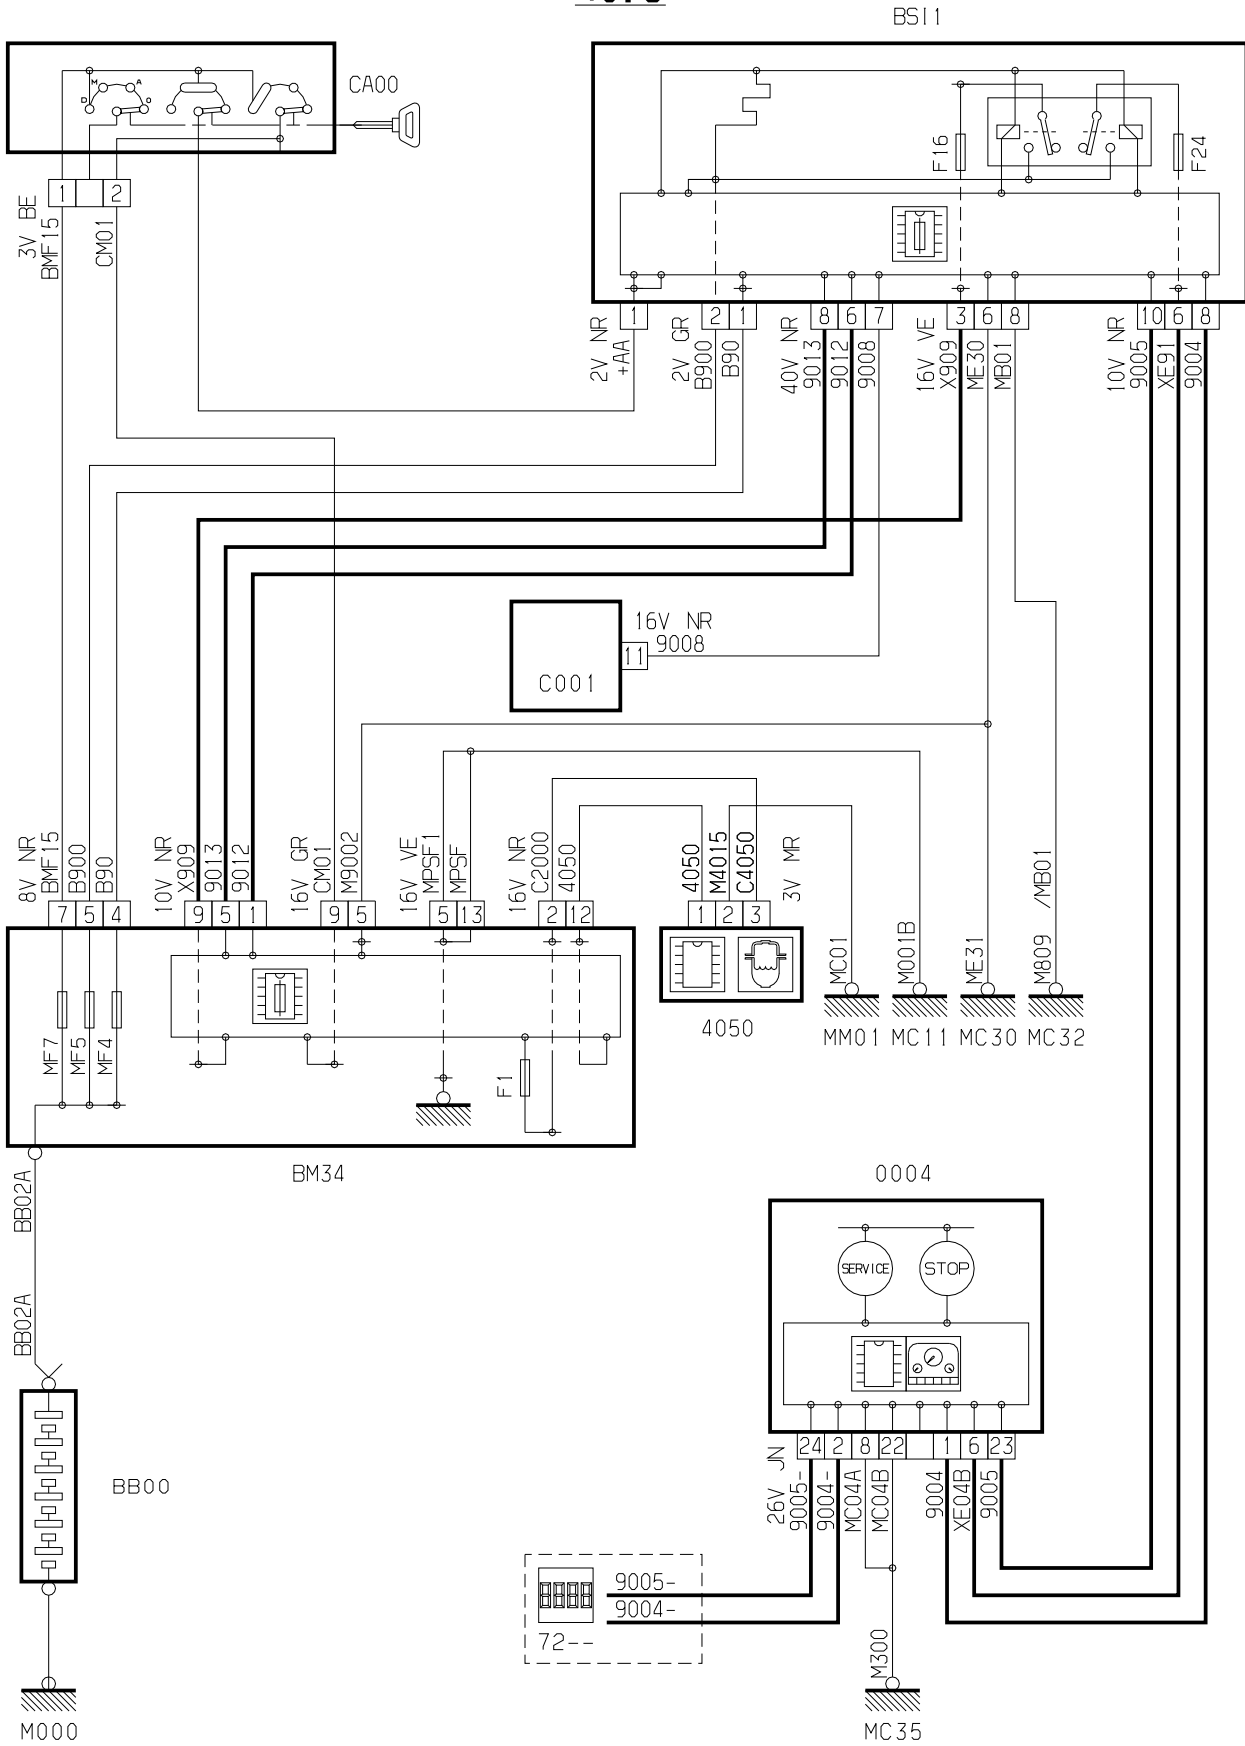 BSI1
CA00
M A
D O
F16
F24
1 2
3V BE
BMF15
CM01
1 2 1 8 6 7 3 6 8 10 6 8
2V NR
+AA
2V GR
B900
B90
40V NR
9013
9012
9008
16V VE
X909
ME30
MB01
10V NR
9005
XE91
9004
16V NR
9008
11
C001
8V NR
BMF15
B900
B90
10V NR
X909
9013
9012
16V GR
CM01
M9002
16V VE
MPSF1
MPSF
16V NR
C2000
4050
4050
M4015
C4050
3V MR
MC01
M001B
ME31
M809 /MB01
7 5 4 9 5 1 9 5 5 13 2 12 1 2 3
MF7
MF5
MF4
F1
4050
MM01 MC11 MC30 MC32
BM34
0004
BB02A
BB02A
SERVICE
STOP
24 2 8 22 1 6 23
26V JN
9005-
9004-
MC04A
MC04B
9004
XE04B
9005
BB00
9005-
9004-
72--
M300
M000
MC35